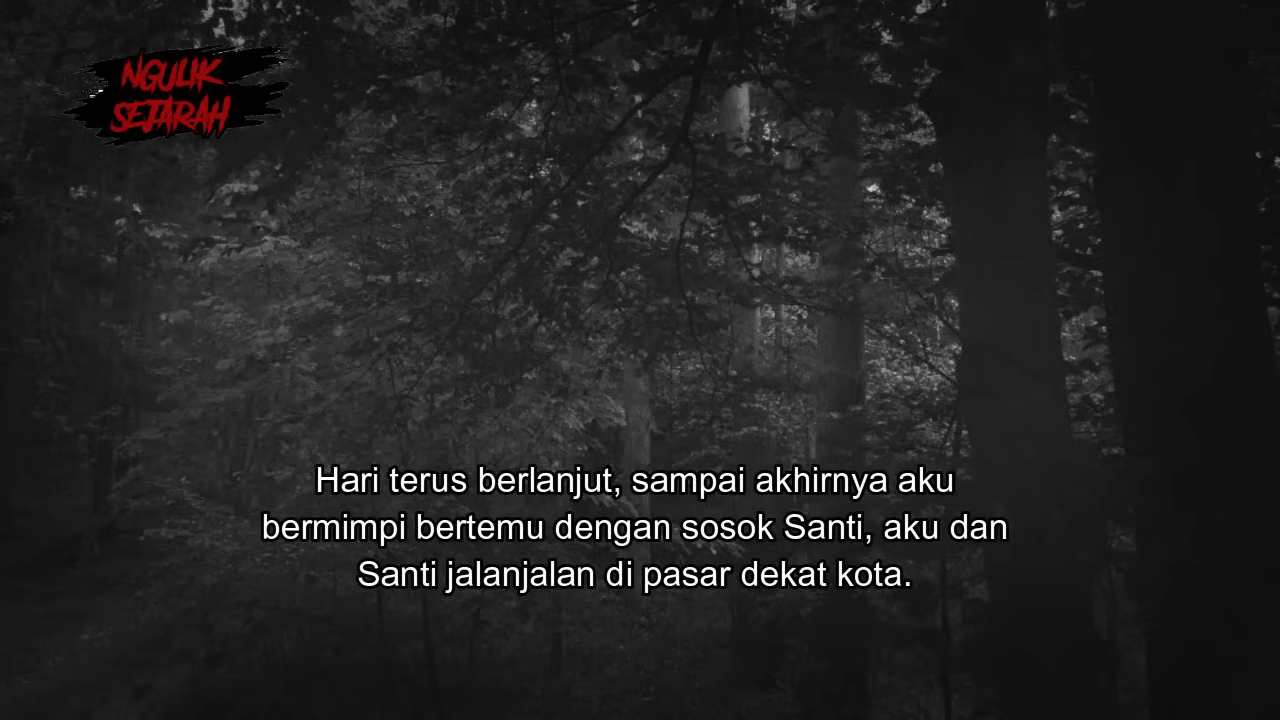 NGULIK
SEJARAH
Hari terus berlanjut, sampai akhirnya aku
bermimpi bertemu dengan sosok Santi, aku dan
Santi jalanjalan di pasar dekat kota.